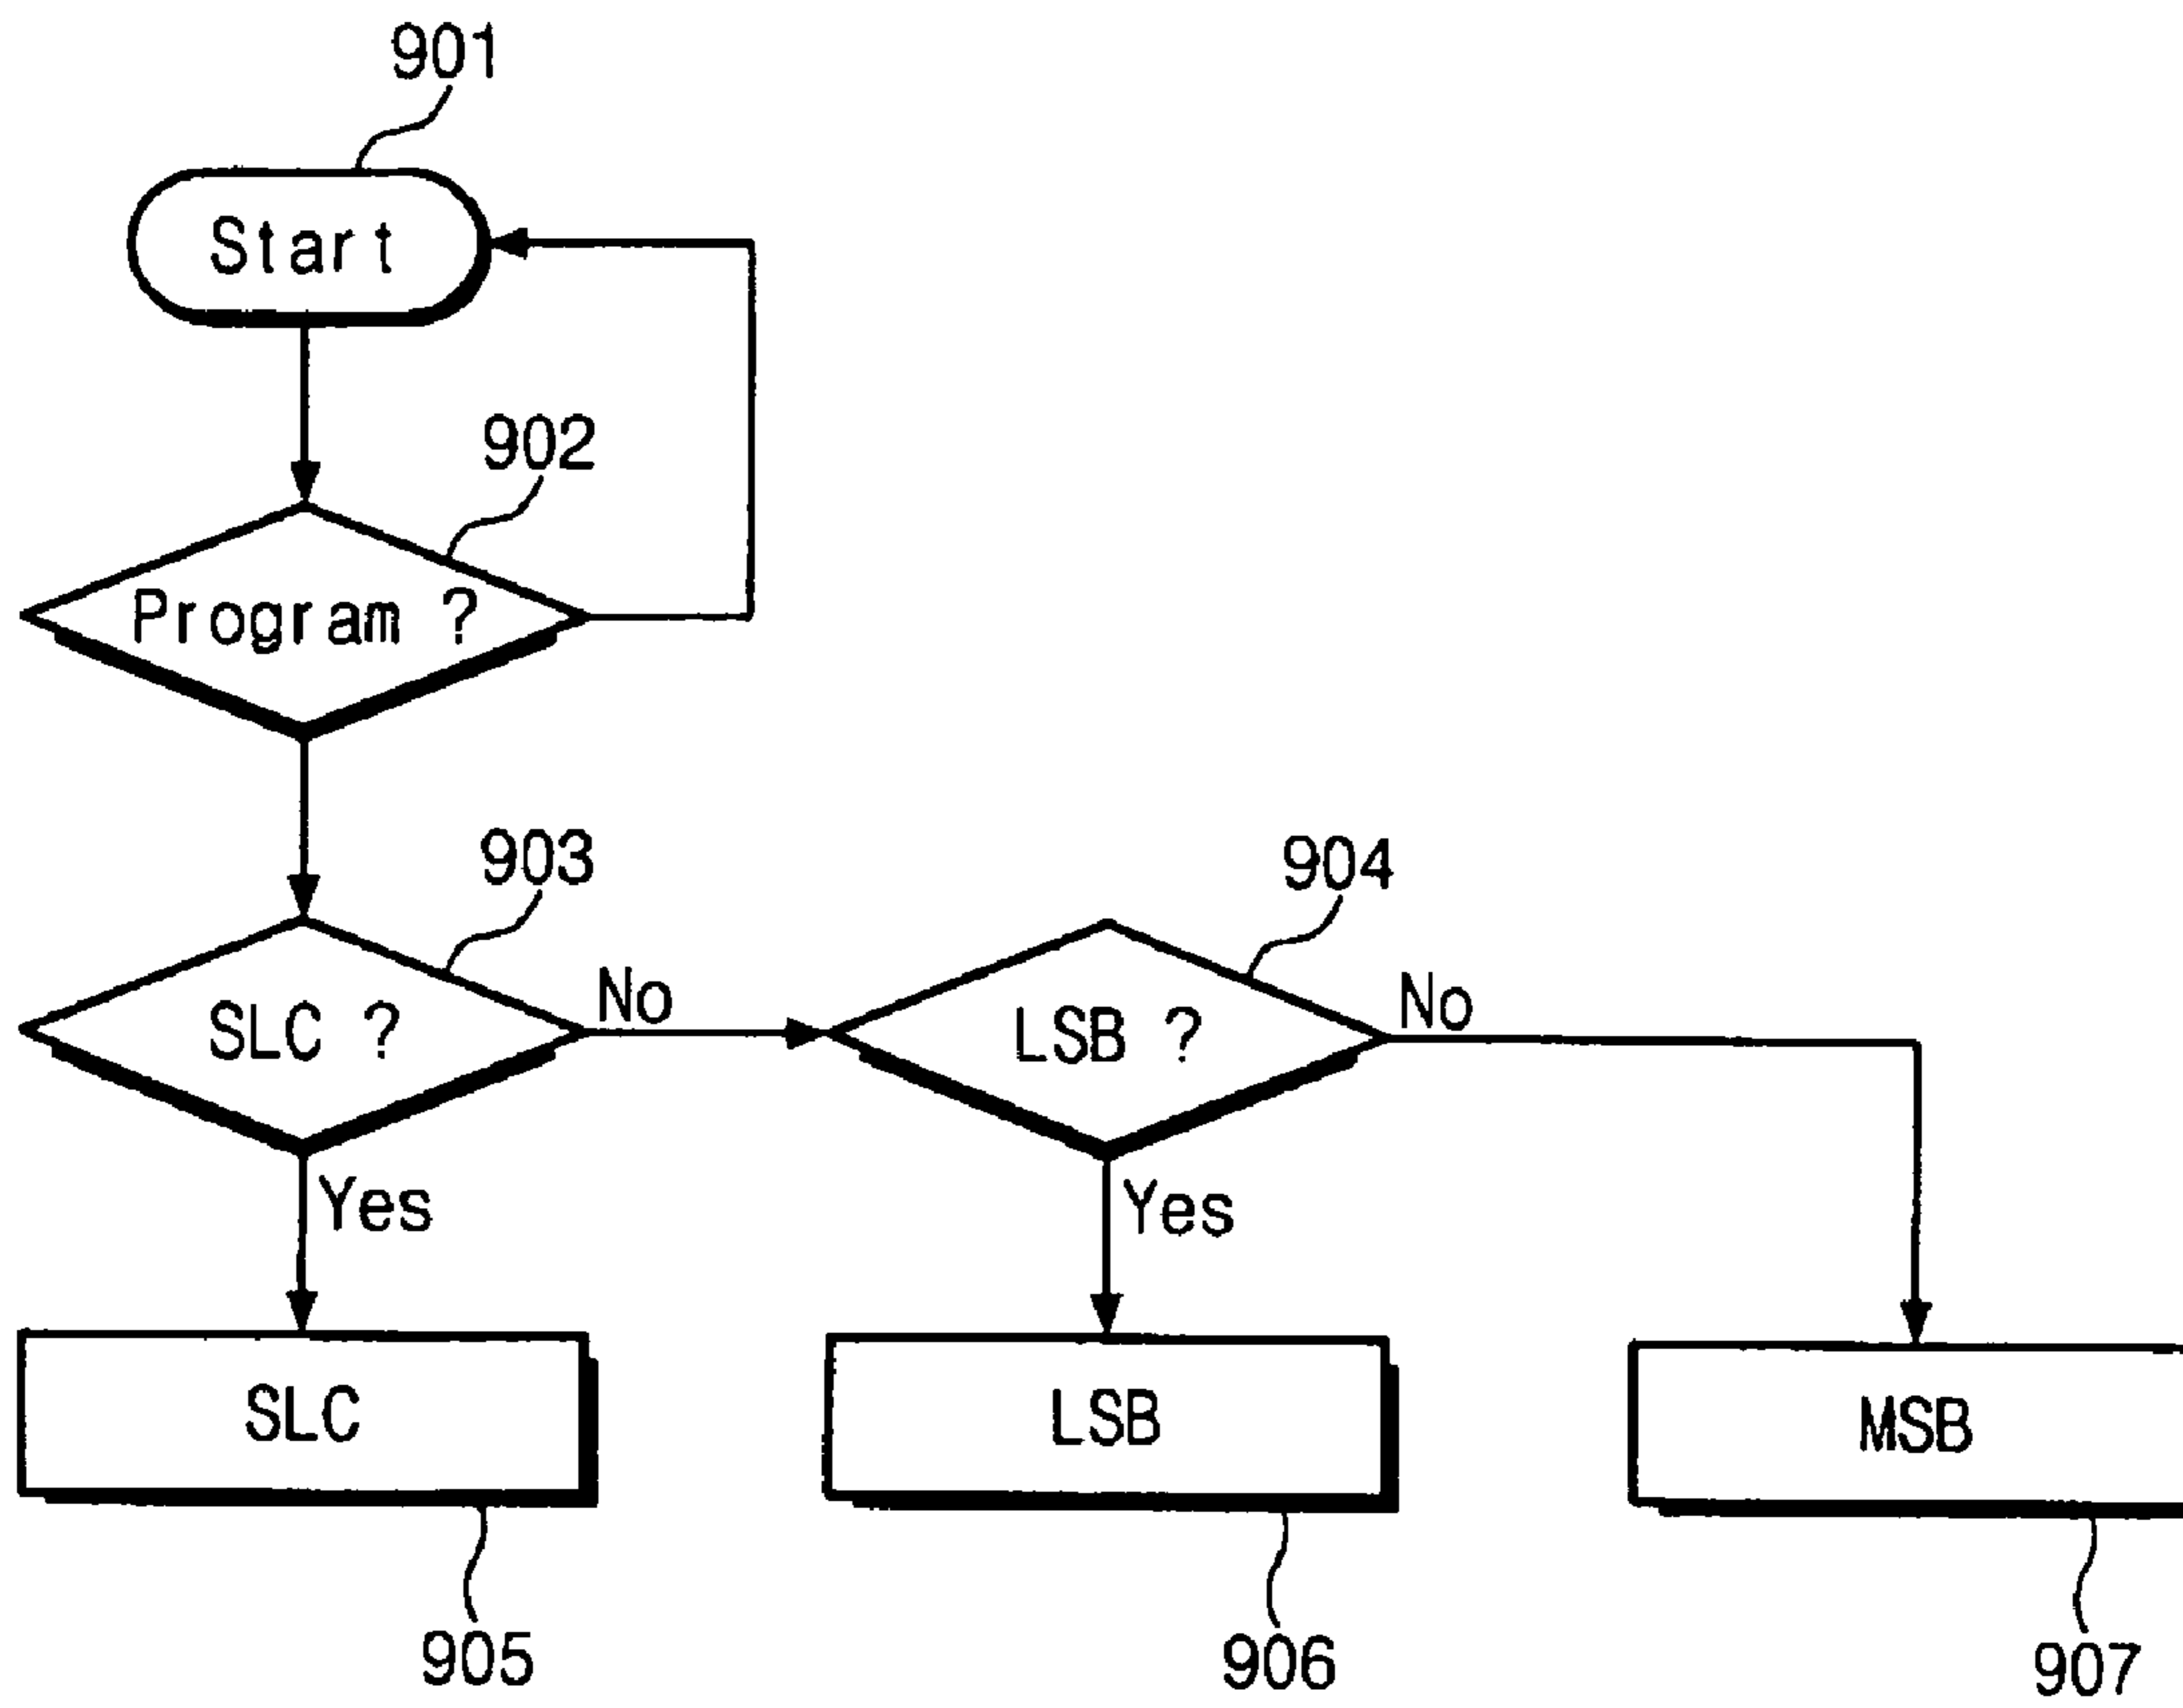 901
Start
902
Program ?
903
904
SLC ?
No
LSB ?
No
Yes
Yes
SLC
LSB
MSB
905
906
907